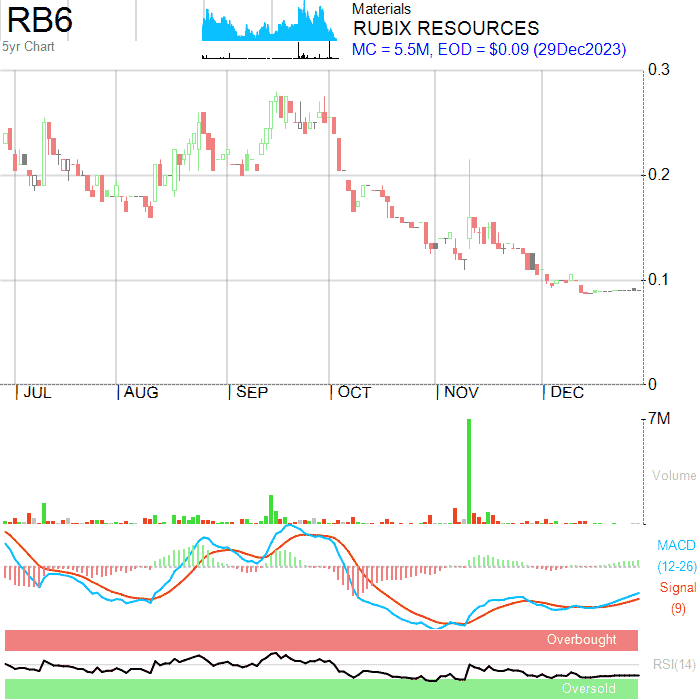 RB6
5yr Chart
Materials
RUBIX RESOURCES
MC = 5.5M, EOD = $0.09 (29Dec2023)
0.3
0.2
0.1
0
JUL AUG SEP OCT NOV DEC
7M
Volume
MACD
(12-26)
Signal
(9)
Overbought
RSI(14)
Oversold